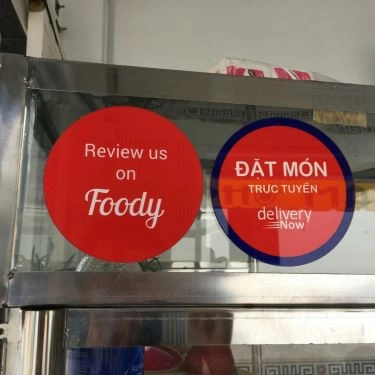 Review us
on
Foody
ĐẶT MÓN
TRỰC TUYẾN
delivery
Now